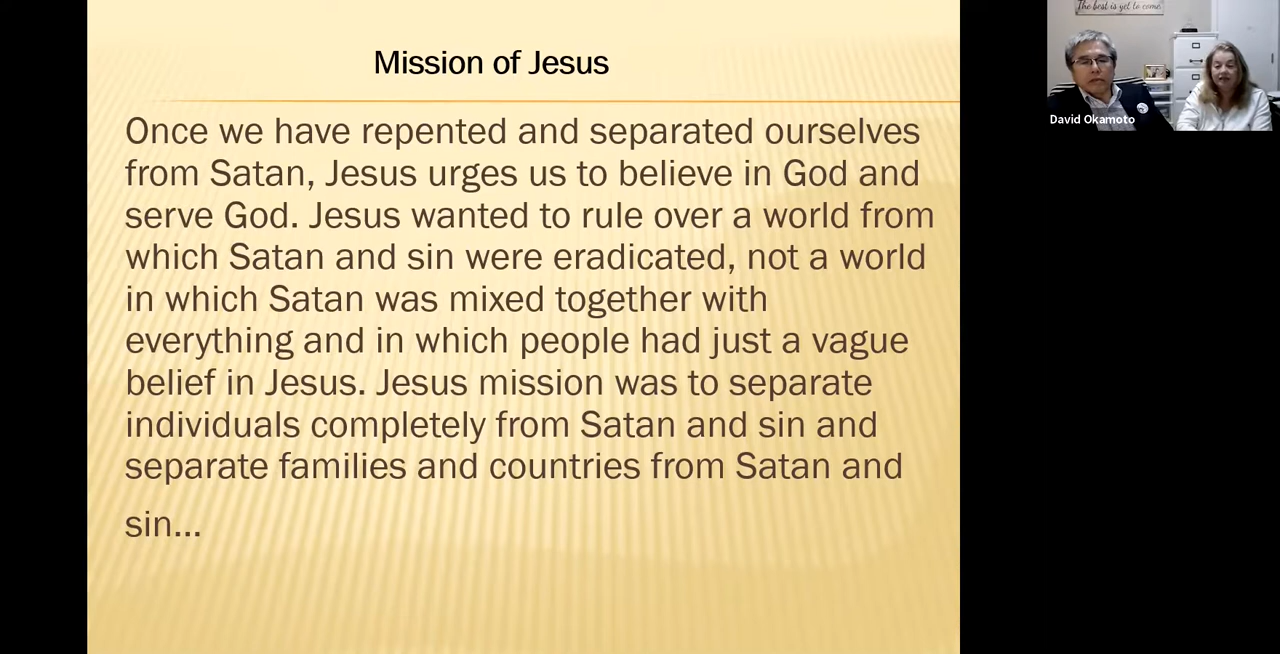 Mission of Jesus
Once we have repented and separated ourselves
from Satan, Jesus urges us to believe in God and
serve God. Jesus wanted to rule over a world from
which Satan and sin were eradicated, not a world
in which Satan was mixed together with
everything and in which people had just a vague
belief in Jesus. Jesus mission was to separate
individuals completely from Satan and sin and
separate families and countries from Satan and
sin...
The best is yet to come
David Okamoto